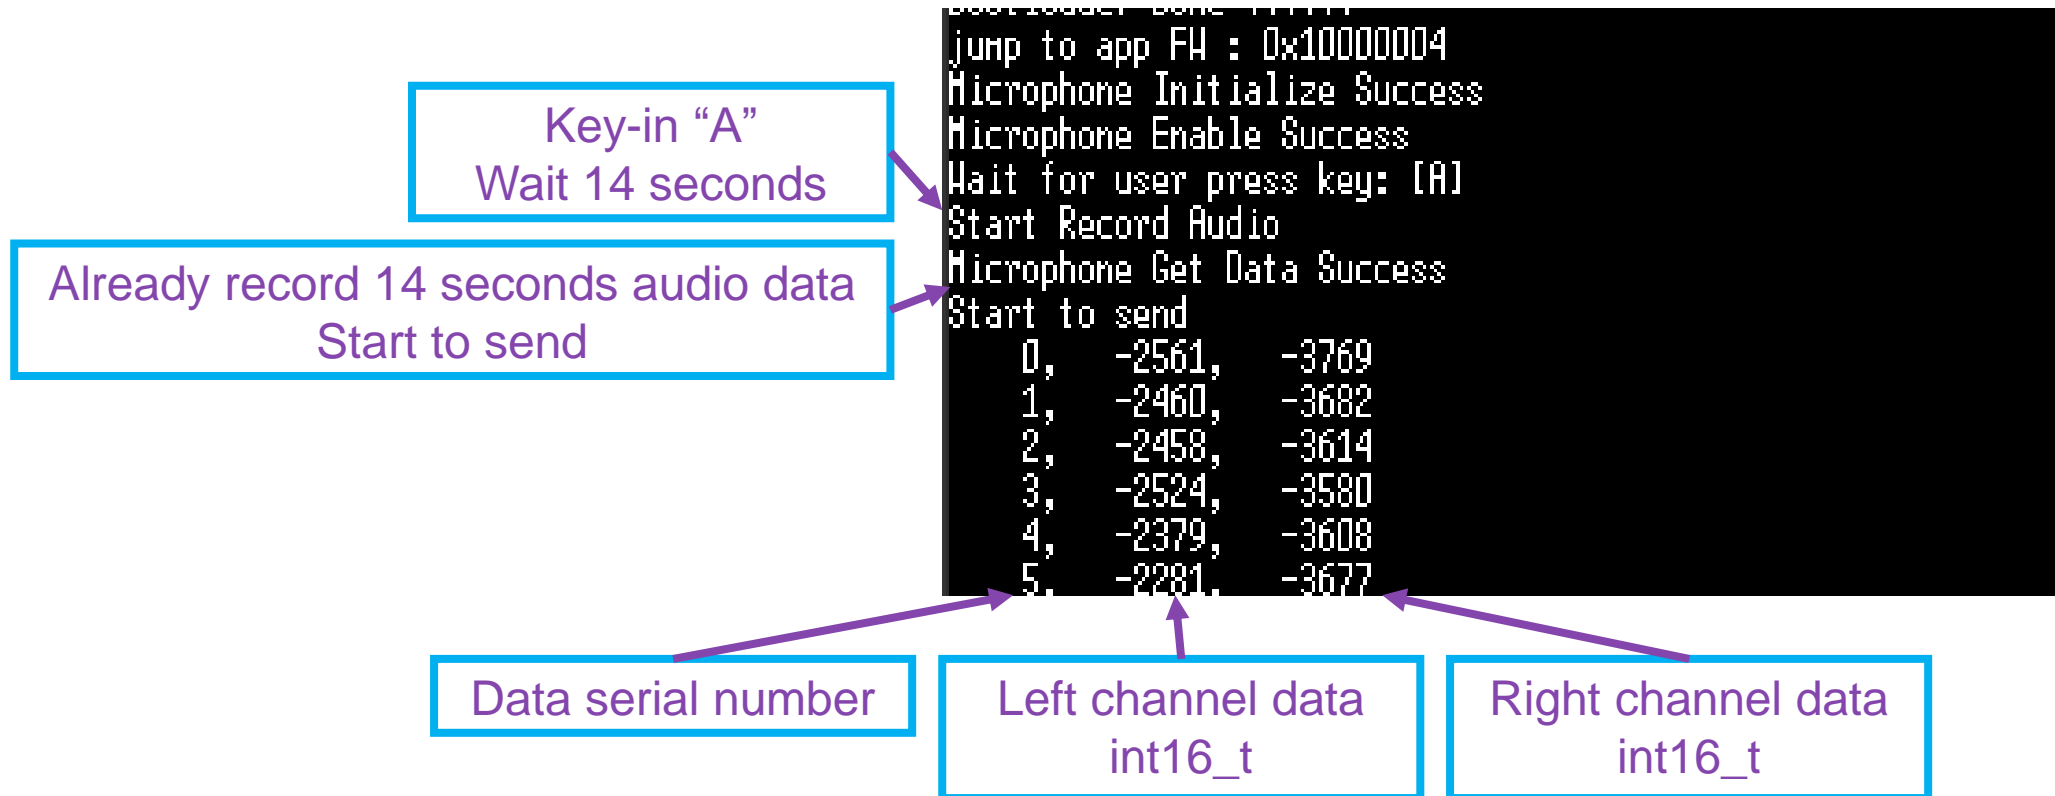 jump to app FW : 0x10000004
Microphone Initialize Success
Microphone Enable Success
Wait for user press key: [A]
Start Record Audio
Microphone Get Data Success
Start to send
0, -2561, -3769
1, -2460, -3682
2, -2458, -3614
3, -2524, -3580
4, -2379, -3608
5, -2281, -3677
Key-in “A”
Wait 14 seconds
Already record 14 seconds audio data
Start to send
Data serial number
Left channel data
int16_t
Right channel data
int16_t